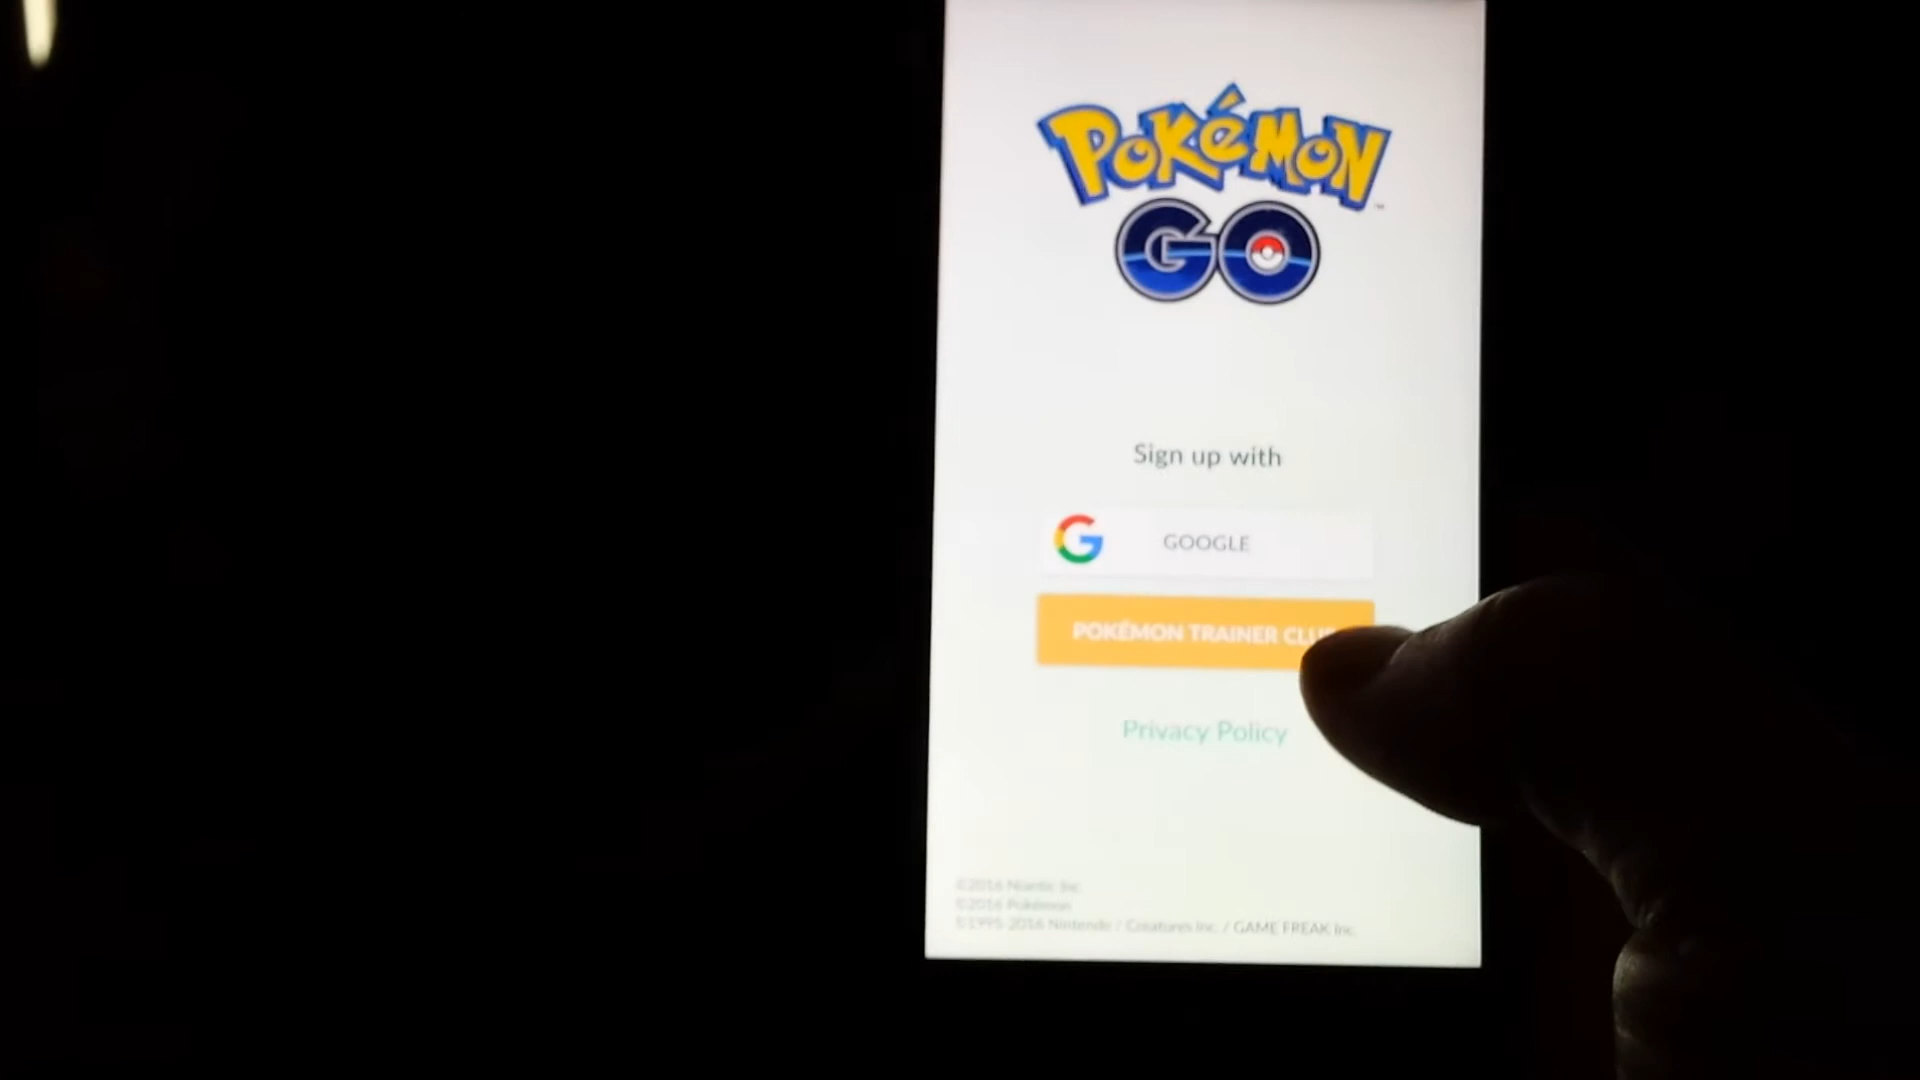 POKéMON
GO
Sign up with
GOOGLE
POKÉMON TRAINER CLU
Privacy Policy
©2016 Niantic Inc.
©2016 Pokémon
©1995-2016 Nintendo / Creatures Inc. / GAME FREAK Inc.